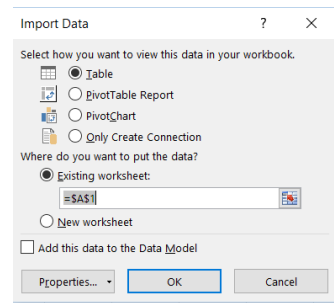 Import Data ? ×
Select how you want to view this data in your workbook.
Table
PivotTable Report
PivotChart
Only Create Connection
Where do you want to put the data?
Existing worksheet:
=$A$1
New worksheet
Add this data to the Data Model
Properties...
OK
Cancel